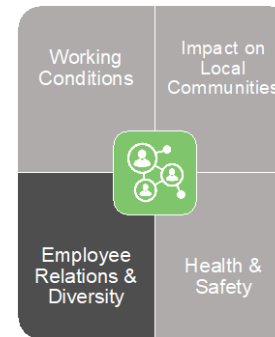 Working
Conditions
Impact on
Local
Communities
Employee
Relations &
Diversity
Health &
Safety